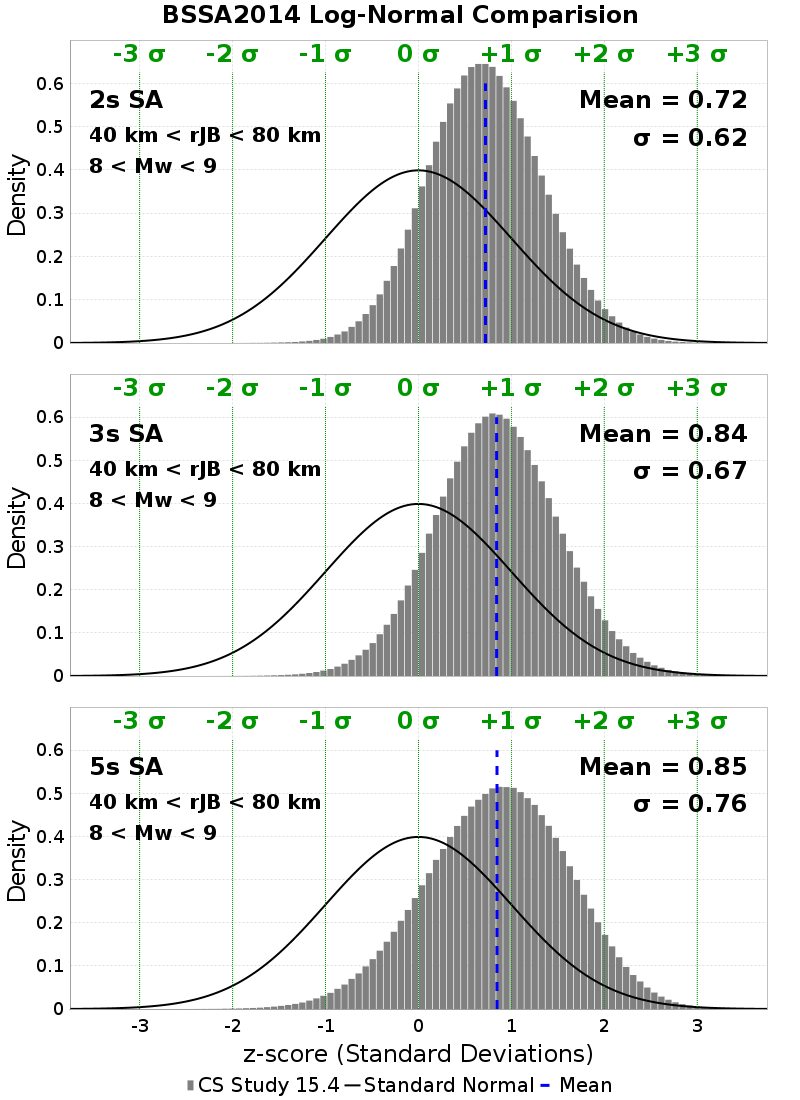 BSSA2014 Log-Normal Comparision
-3 σ -2 σ -1 σ 0 σ +1 σ +2 σ +3 σ
2s SA
40 km < rJB < 80 km
8 < Mw < 9
Mean = 0.72
σ = 0.62
Density
0.6
0.5
0.4
0.3
0.2
0.1
0
-3 σ -2 σ -1 σ 0 σ +1 σ +2 σ +3 σ
3s SA
40 km < rJB < 80 km
8 < Mw < 9
Mean = 0.84
σ = 0.67
Density
0.6
0.5
0.4
0.3
0.2
0.1
0
-3 σ -2 σ -1 σ 0 σ +1 σ +2 σ +3 σ
5s SA
40 km < rJB < 80 km
8 < Mw < 9
Mean = 0.85
σ = 0.76
Density
0.6
0.5
0.4
0.3
0.2
0.1
0
-3 -2 -1 0 1 2 3
z-score (Standard Deviations)
CS Study 15.4 Standard Normal Mean